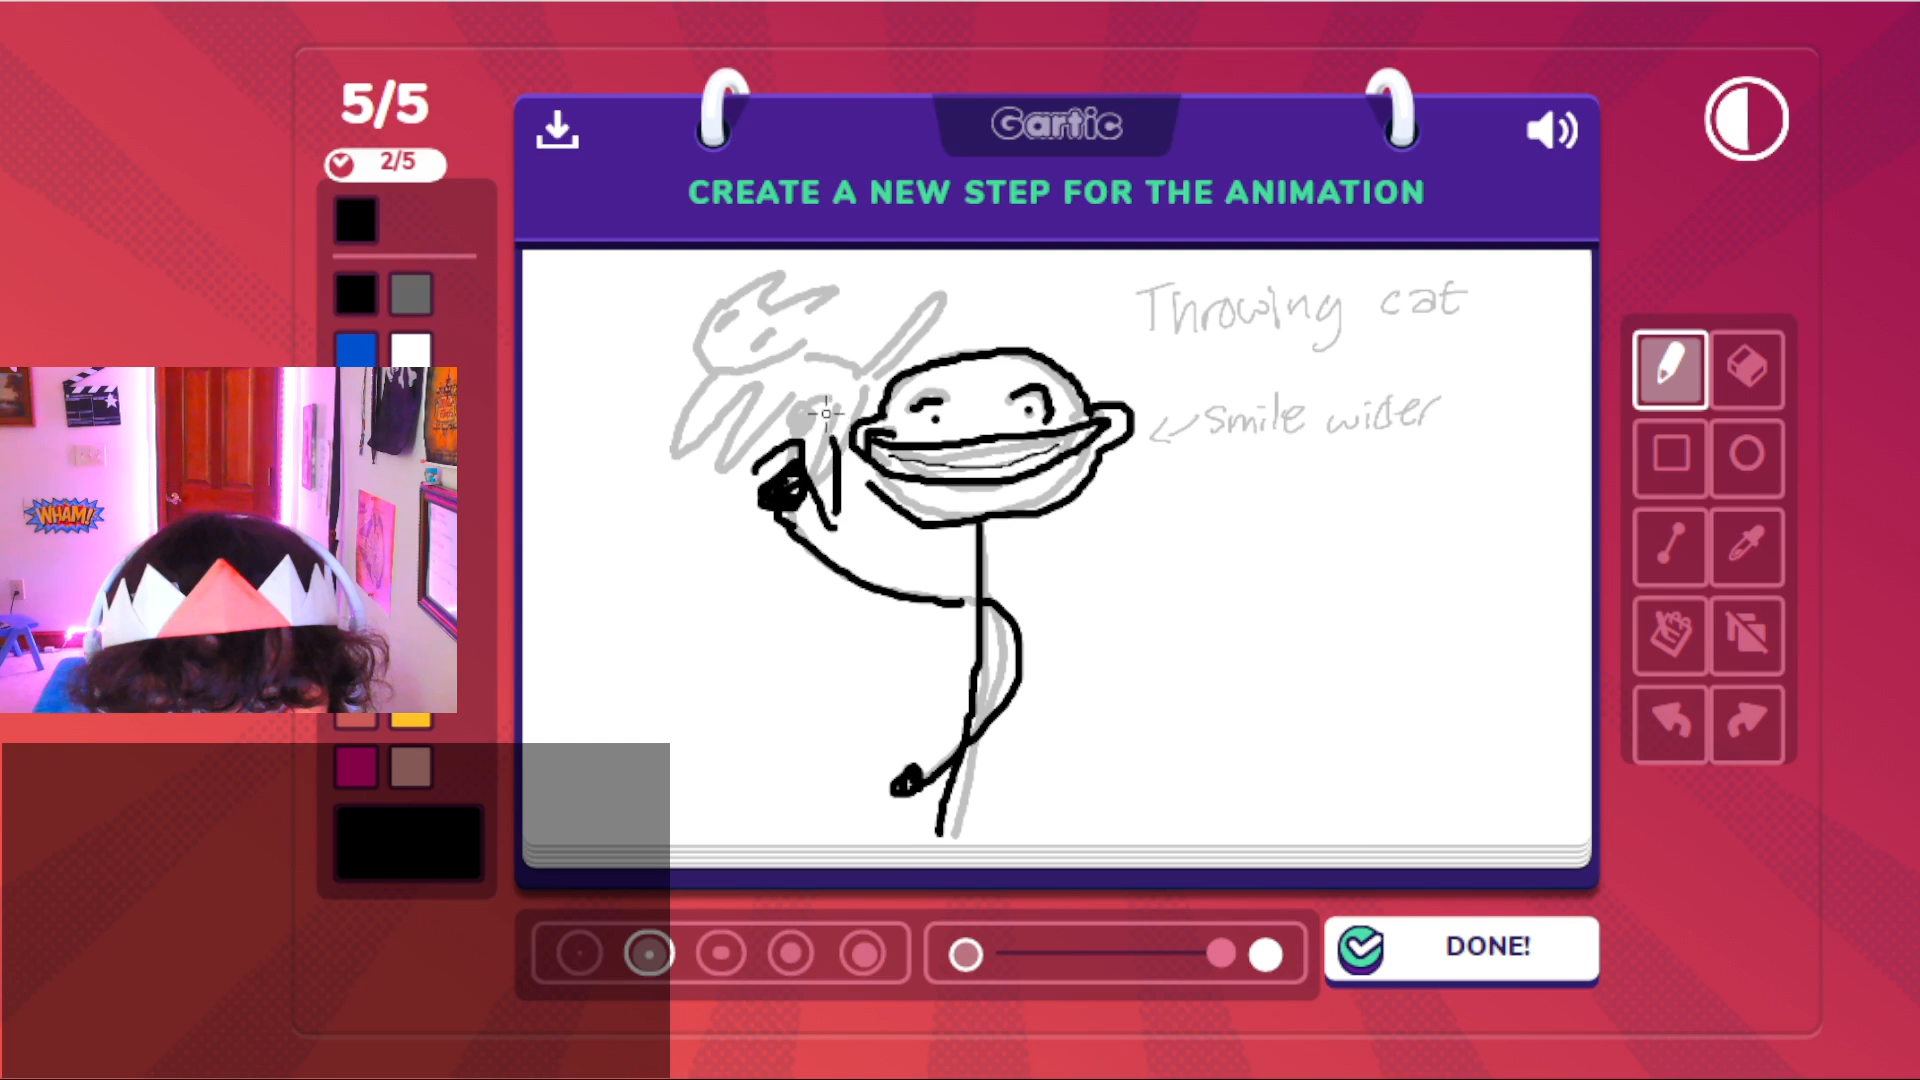 5/5
2/5
Gartic
CREATE A NEW STEP FOR THE ANIMATION
Throwing cat
← smile wider
WHAM!
DONE!